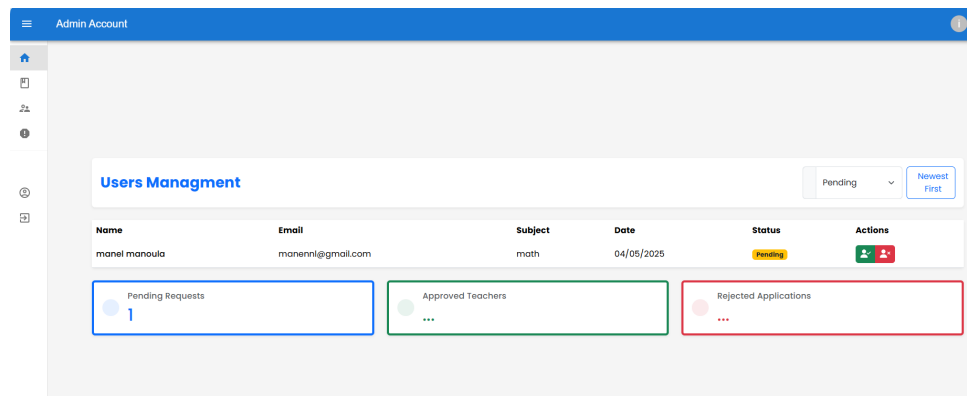 Admin Account
i
Users Managment
Pending
Newest
First
Name Email Subject Date Status Actions
manel manoula manennl@gmail.com math 04/05/2025 Pending
Pending Requests
1
Approved Teachers
...
Rejected Applications
...